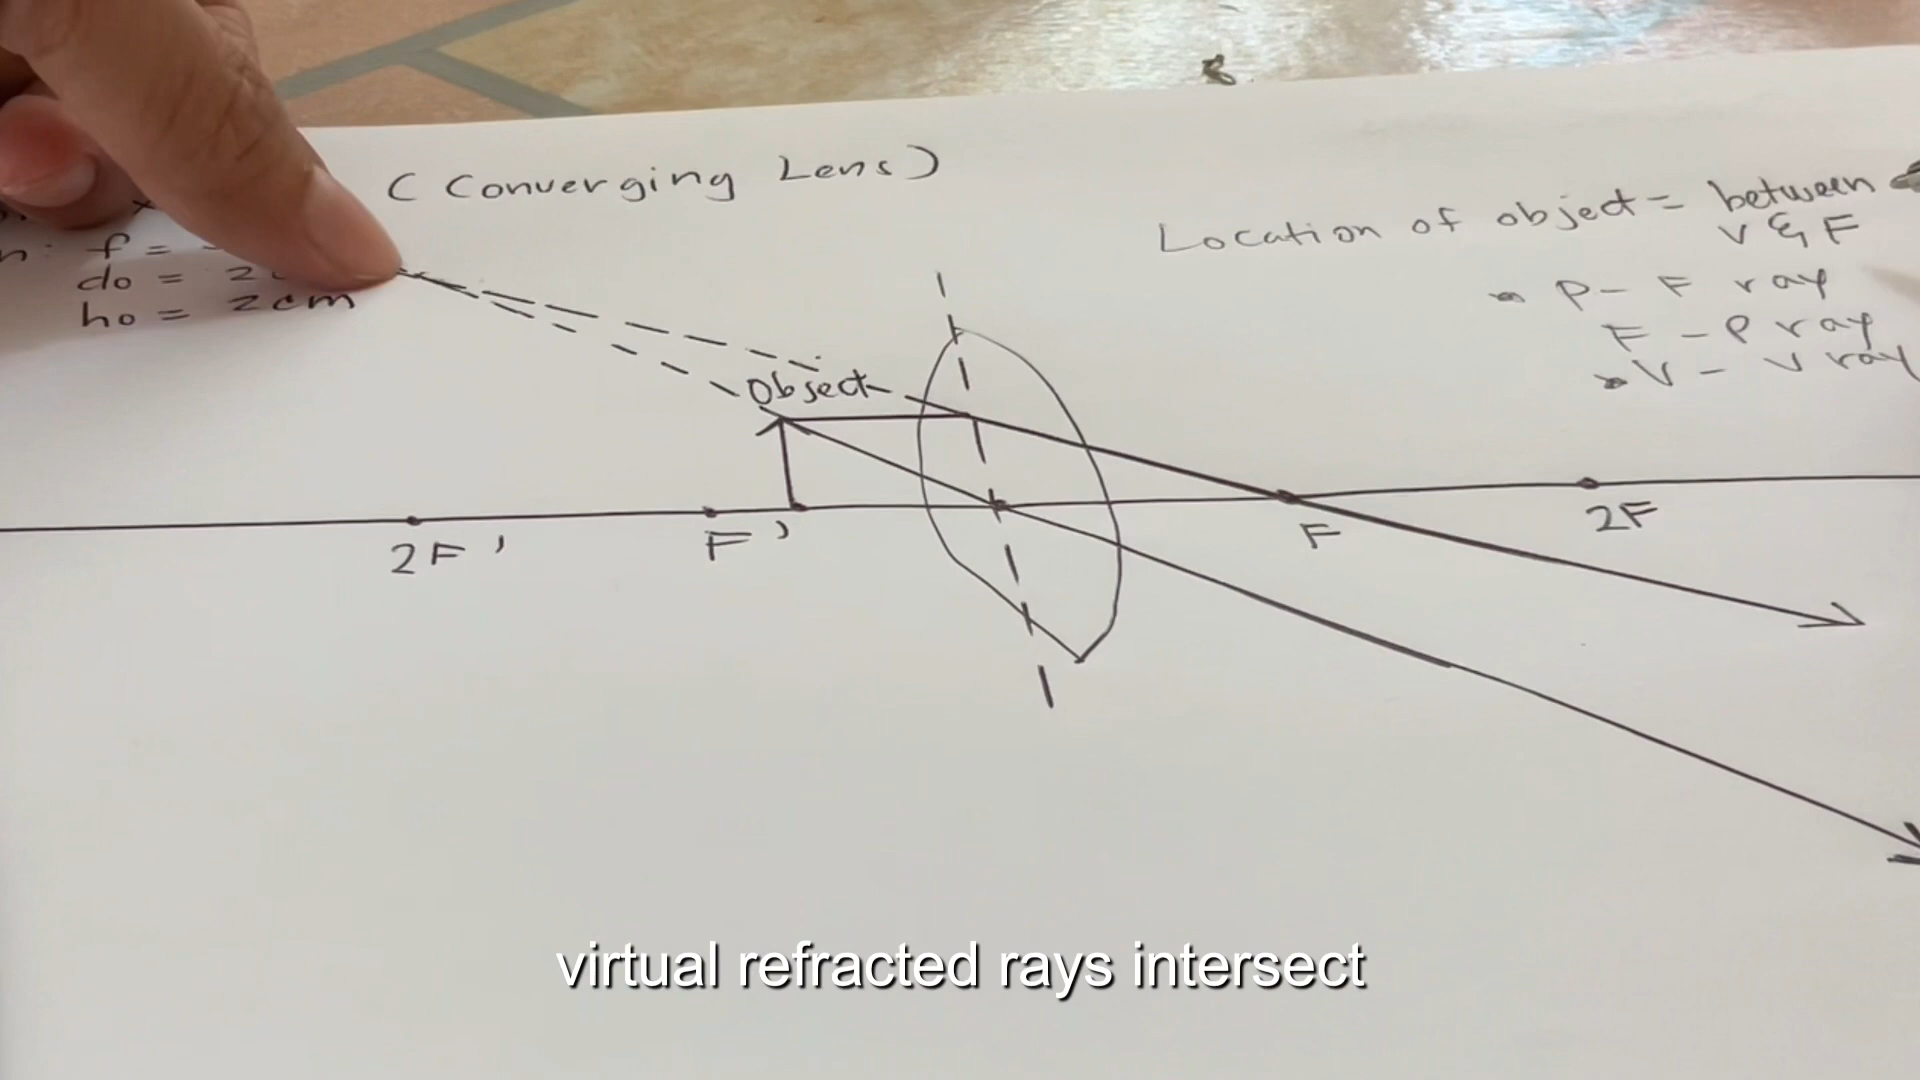 (Converging Lens)
Location of object = between
V & F
P - F ray
F - P ray
V - V ray
n: f =
do = 2
ho = 2cm
Object
2F'
F'
F
2F
virtual refracted rays intersect